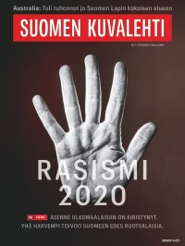 Australia: Tuli tuhonnut jo Suomen Lapin kokoisen alueen
SUOMEN KUVALEHTI
RASISMI
2020
ASENNE ULKOMAALAISIIN ON KIRISTYNYT.
YHÄ HARVEMPI TOIVOO SUOMEEN EDES RUOTSALAISIA.